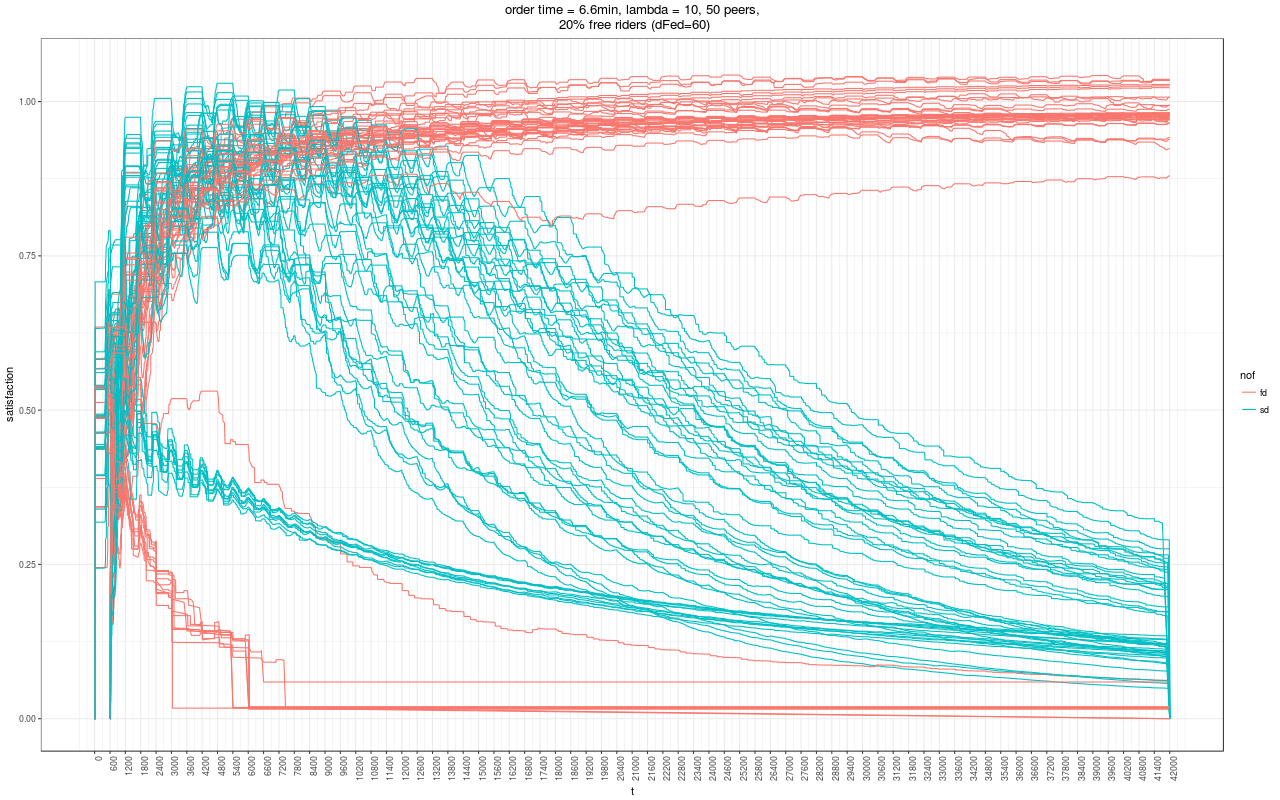 order time = 6.6min, lambda = 10, 50 peers,
20% free riders (dFed=60)
satisfaction
1.00
0.75
0.50
0.25
0.00
0 600 1200 1800 2400 3000 3600 4200 4800 5400 6000 6600 7200 7800 8400 9000 9600 10200 10800 11400 12000 12600 13200 13800 14400 15000 15600 16200 16800 17400 18000 18600 19200 19800 20400 21000 21600 22200 22800 23400 24000 24600 25200 25800 26400 27000 27600 28200 28800 29400 30000 30600 31200 31800 32400 33000 33600 34200 34800 35400 36000 36600 37200 37800 38400 39000 39600 40200 40800 41400 42000
t
nof
fd
sd